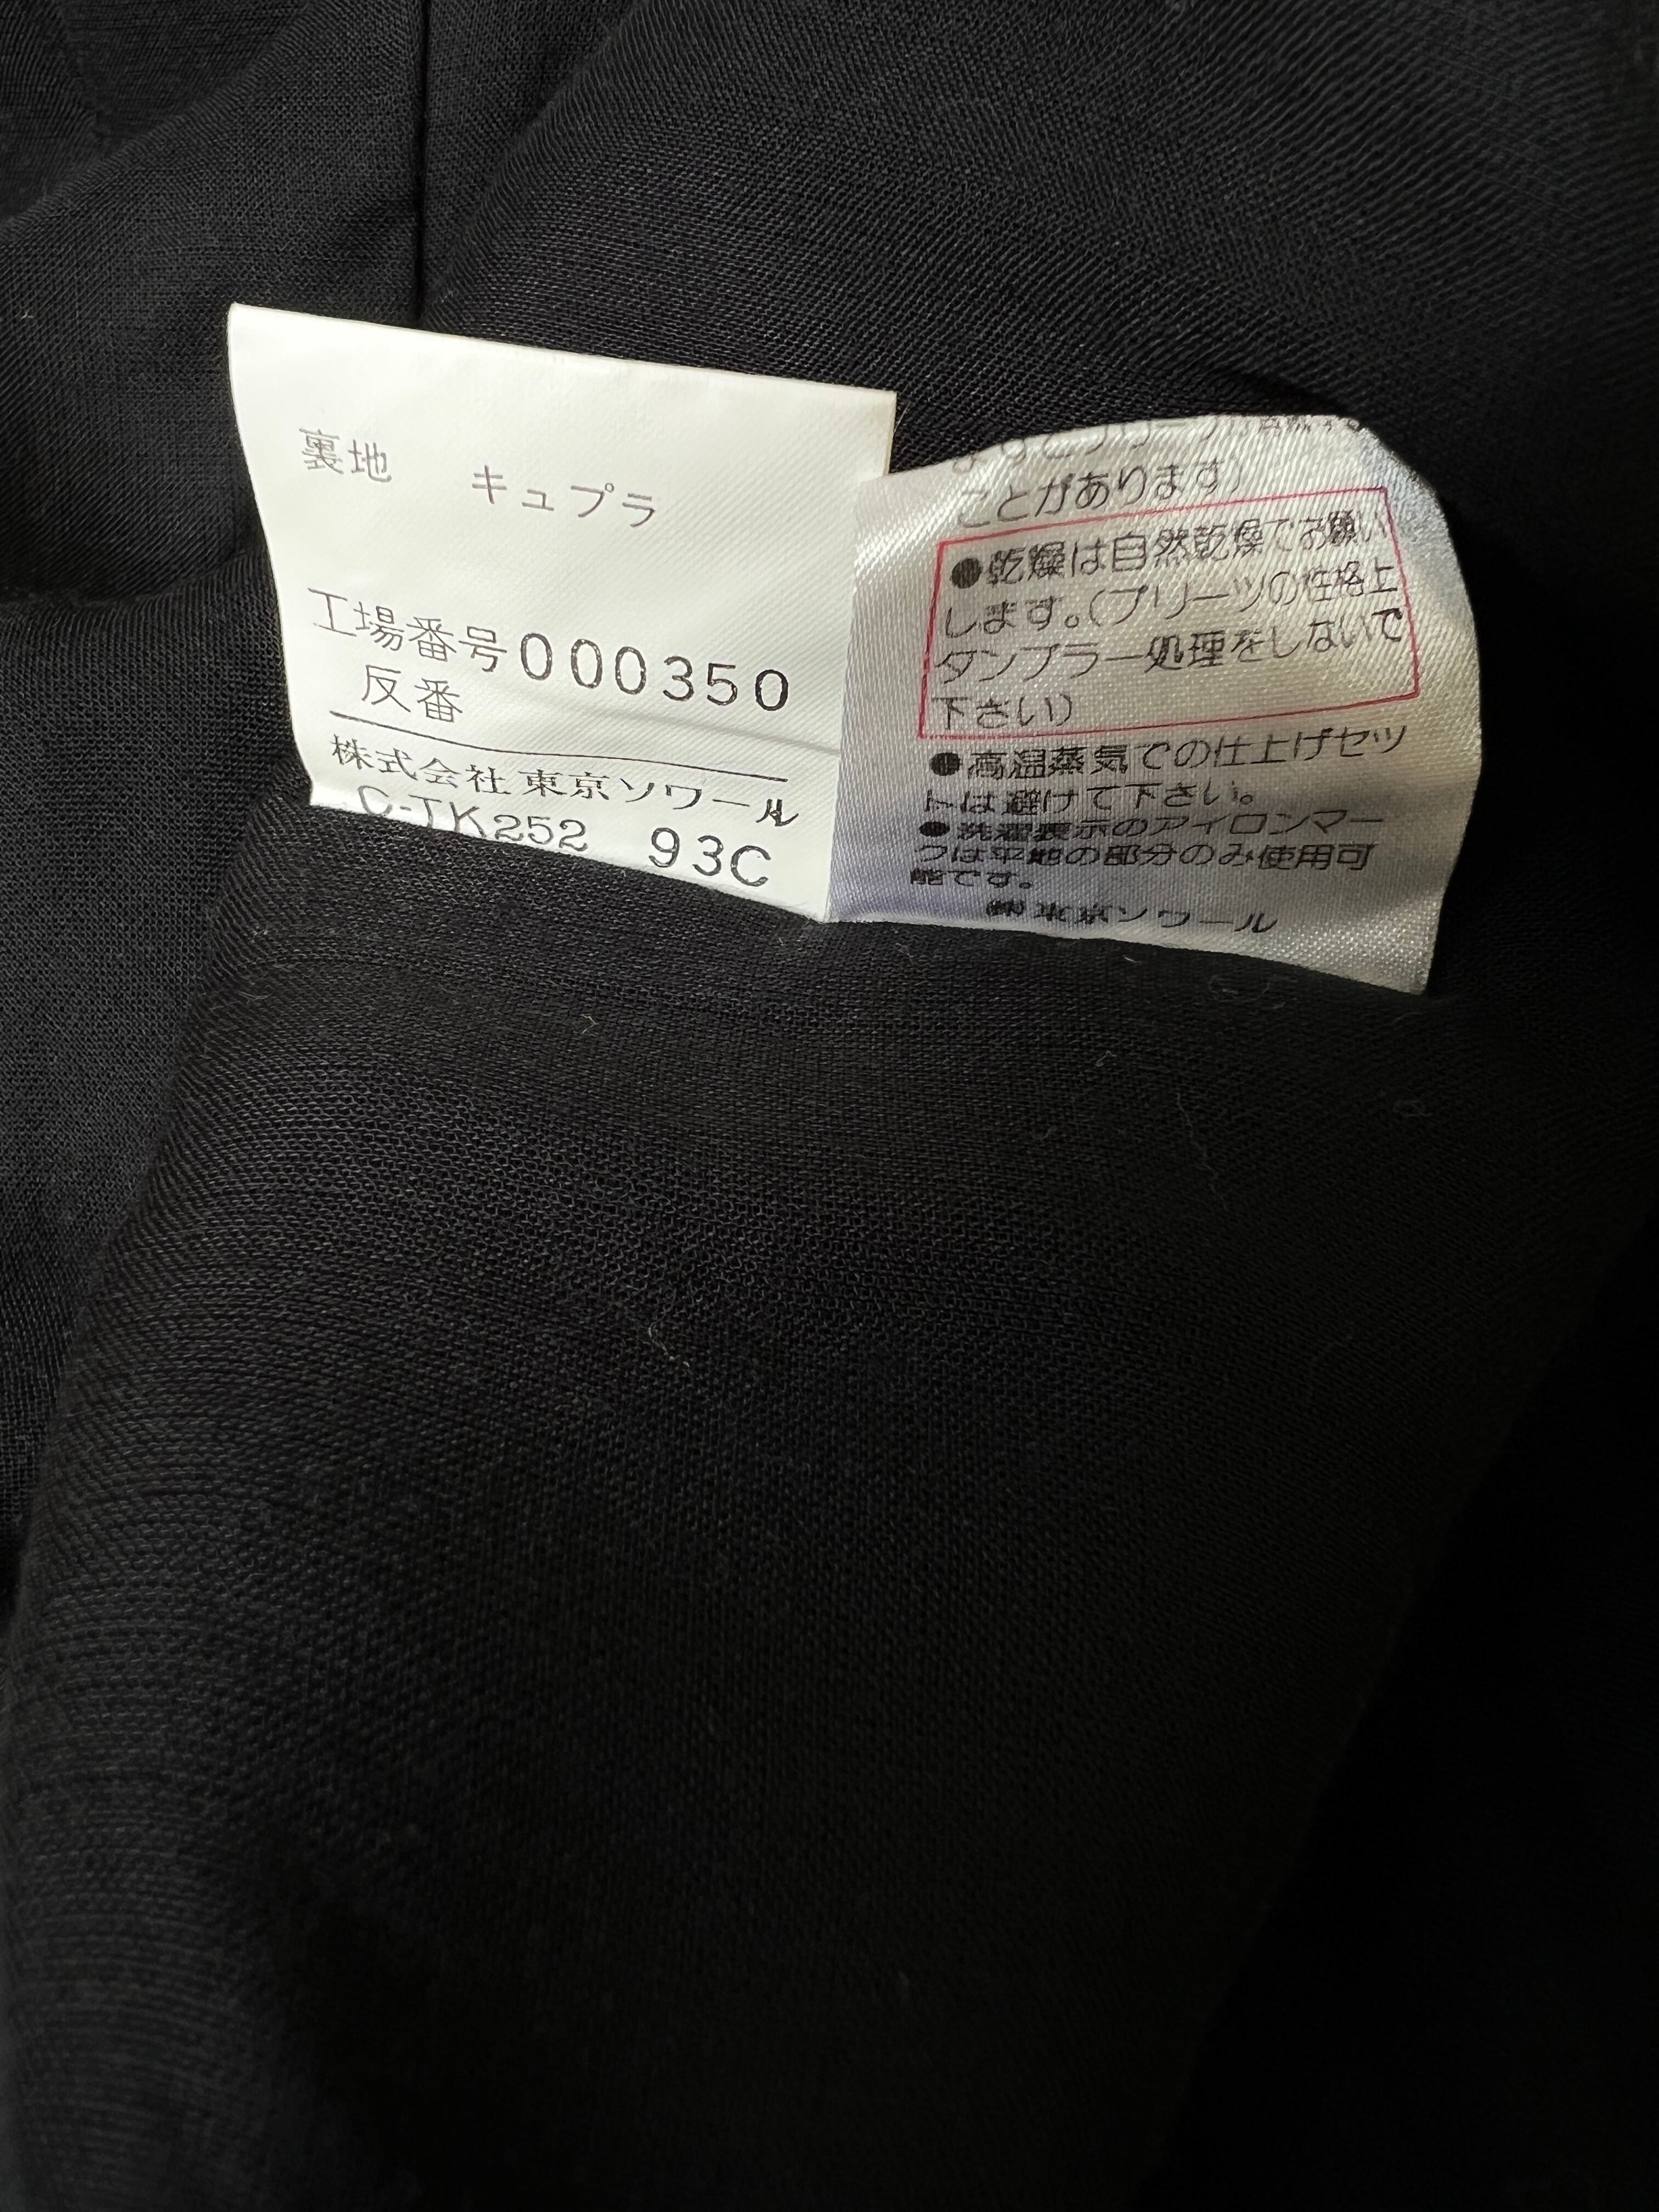 裏地 キュプラ
工場番号000350
反番
株式会社東京ソワール
C-TK252 93C
ことがあります)
●乾燥は自然乾燥でお願い
します。(プリーツの性格上
タンブラー処理をしないで
下さい)
●高温蒸気での仕上げセッ
トは避けて下さい。
●洗濯表示のアイロンマー
クは平地の部分のみ使用可
能です。
㈱東京ソワール